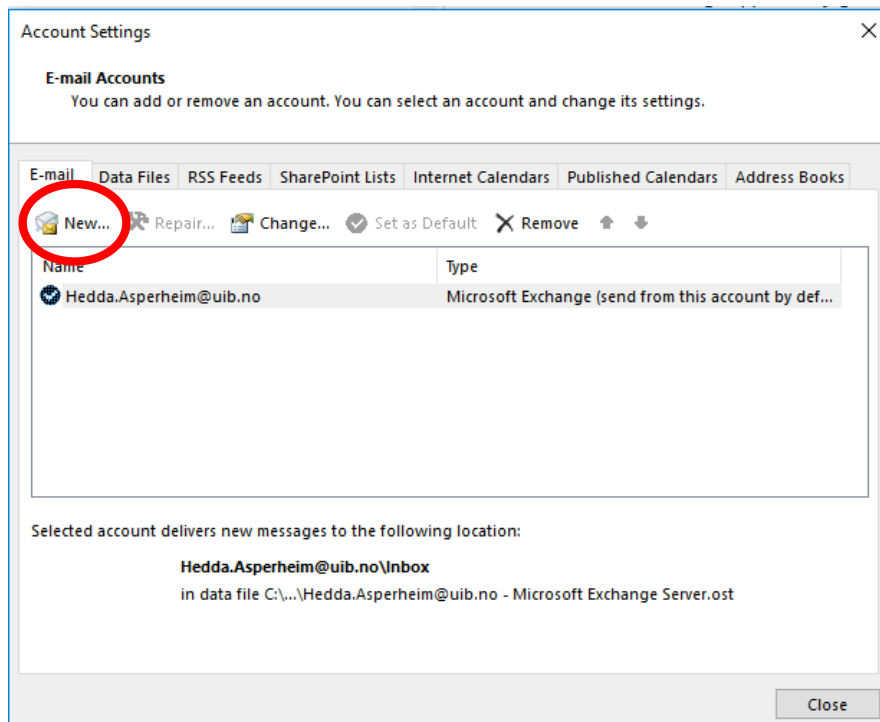 Account Settings
E-mail Accounts
You can add or remove an account. You can select an account and change its settings.
E-mail Data Files RSS Feeds SharePoint Lists Internet Calendars Published Calendars Address Books
New... Repair... Change... Set as Default Remove
Name Type
Hedda.Asperheim@uib.no Microsoft Exchange (send from this account by def...
Selected account delivers new messages to the following location:
Hedda.Asperheim@uib.no\Inbox
in data file C:\...\Hedda.Asperheim@uib.no - Microsoft Exchange Server.ost
Close